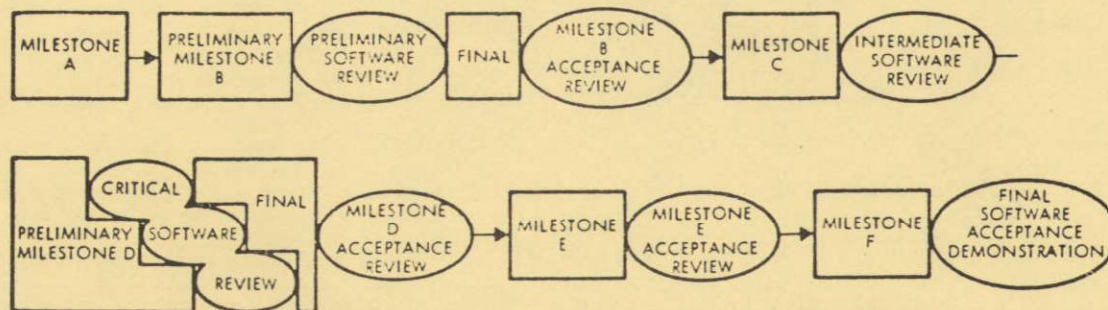 MILESTONE
A
PRELIMINARY
MILESTONE
B
PRELIMINARY
SOFTWARE
REVIEW
FINAL
MILESTONE
B
ACCEPTANCE
REVIEW
MILESTONE
C
INTERMEDIATE
SOFTWARE
REVIEW
PRELIMINARY
MILESTONE D
CRITICAL
SOFTWARE
REVIEW
FINAL
MILESTONE
D
ACCEPTANCE
REVIEW
MILESTONE
E
MILESTONE
E
ACCEPTANCE
REVIEW
MILESTONE
F
FINAL
SOFTWARE
ACCEPTANCE
DEMONSTRATION